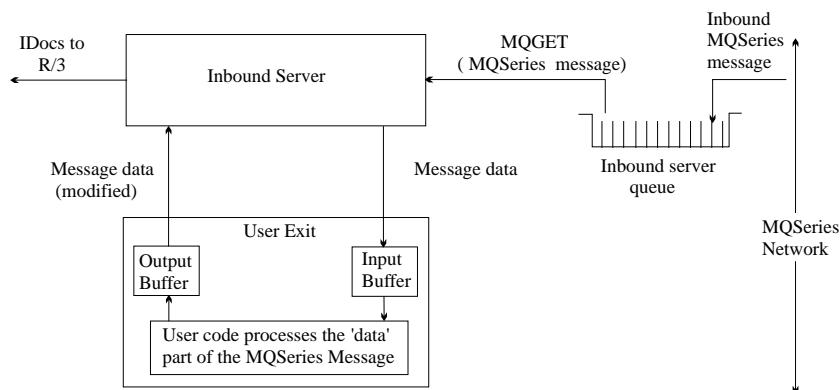 IDocs to
R/3
Inbound Server
MQGET
( MQSeries message)
Inbound
MQSeries
message
Inbound server
queue
Message data
(modified)
Message data
MQSeries
Network
User Exit
Output
Buffer
Input
Buffer
User code processes the 'data'
part of the MQSeries Message